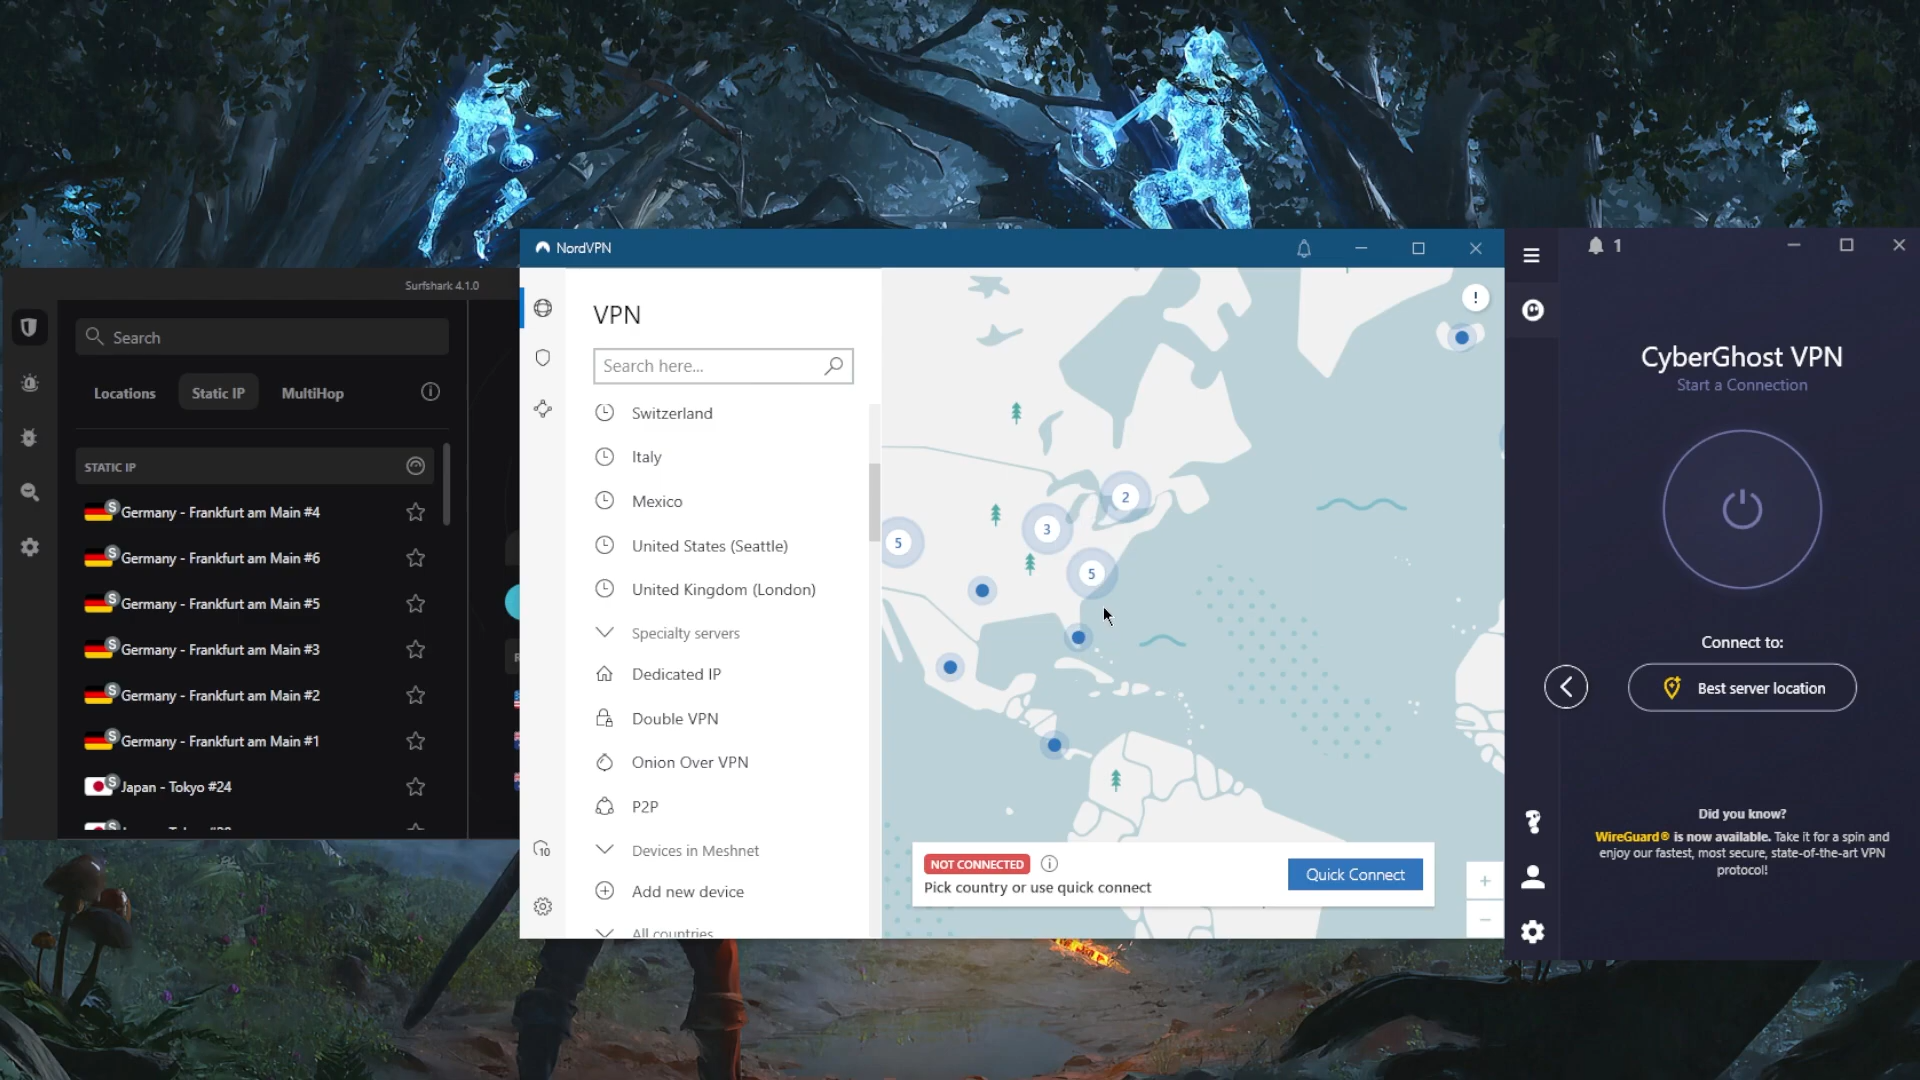 Surfshark 4.1.0
Search
Locations
Static IP
MultiHop
STATIC IP
S
Germany - Frankfurt am Main #4
S
Germany - Frankfurt am Main #6
S
Germany - Frankfurt am Main #5
S
Germany - Frankfurt am Main #3
S
Germany - Frankfurt am Main #2
S
Germany - Frankfurt am Main #1
S
Japan - Tokyo #24
NordVPN
VPN
Search here...
Switzerland
Italy
Mexico
United States (Seattle)
United Kingdom (London)
Specialty servers
Dedicated IP
Double VPN
Onion Over VPN
P2P
Devices in Meshnet
Add new device
All countries
10
!
2
3
5
5
NOT CONNECTED
Pick country or use quick connect
Quick Connect
+
−
1
CyberGhost VPN
Start a Connection
Connect to:
Best server location
Did you know?
WireGuard® is now available. Take it for a spin and
enjoy our fastest, most secure, state-of-the-art VPN
protocol!